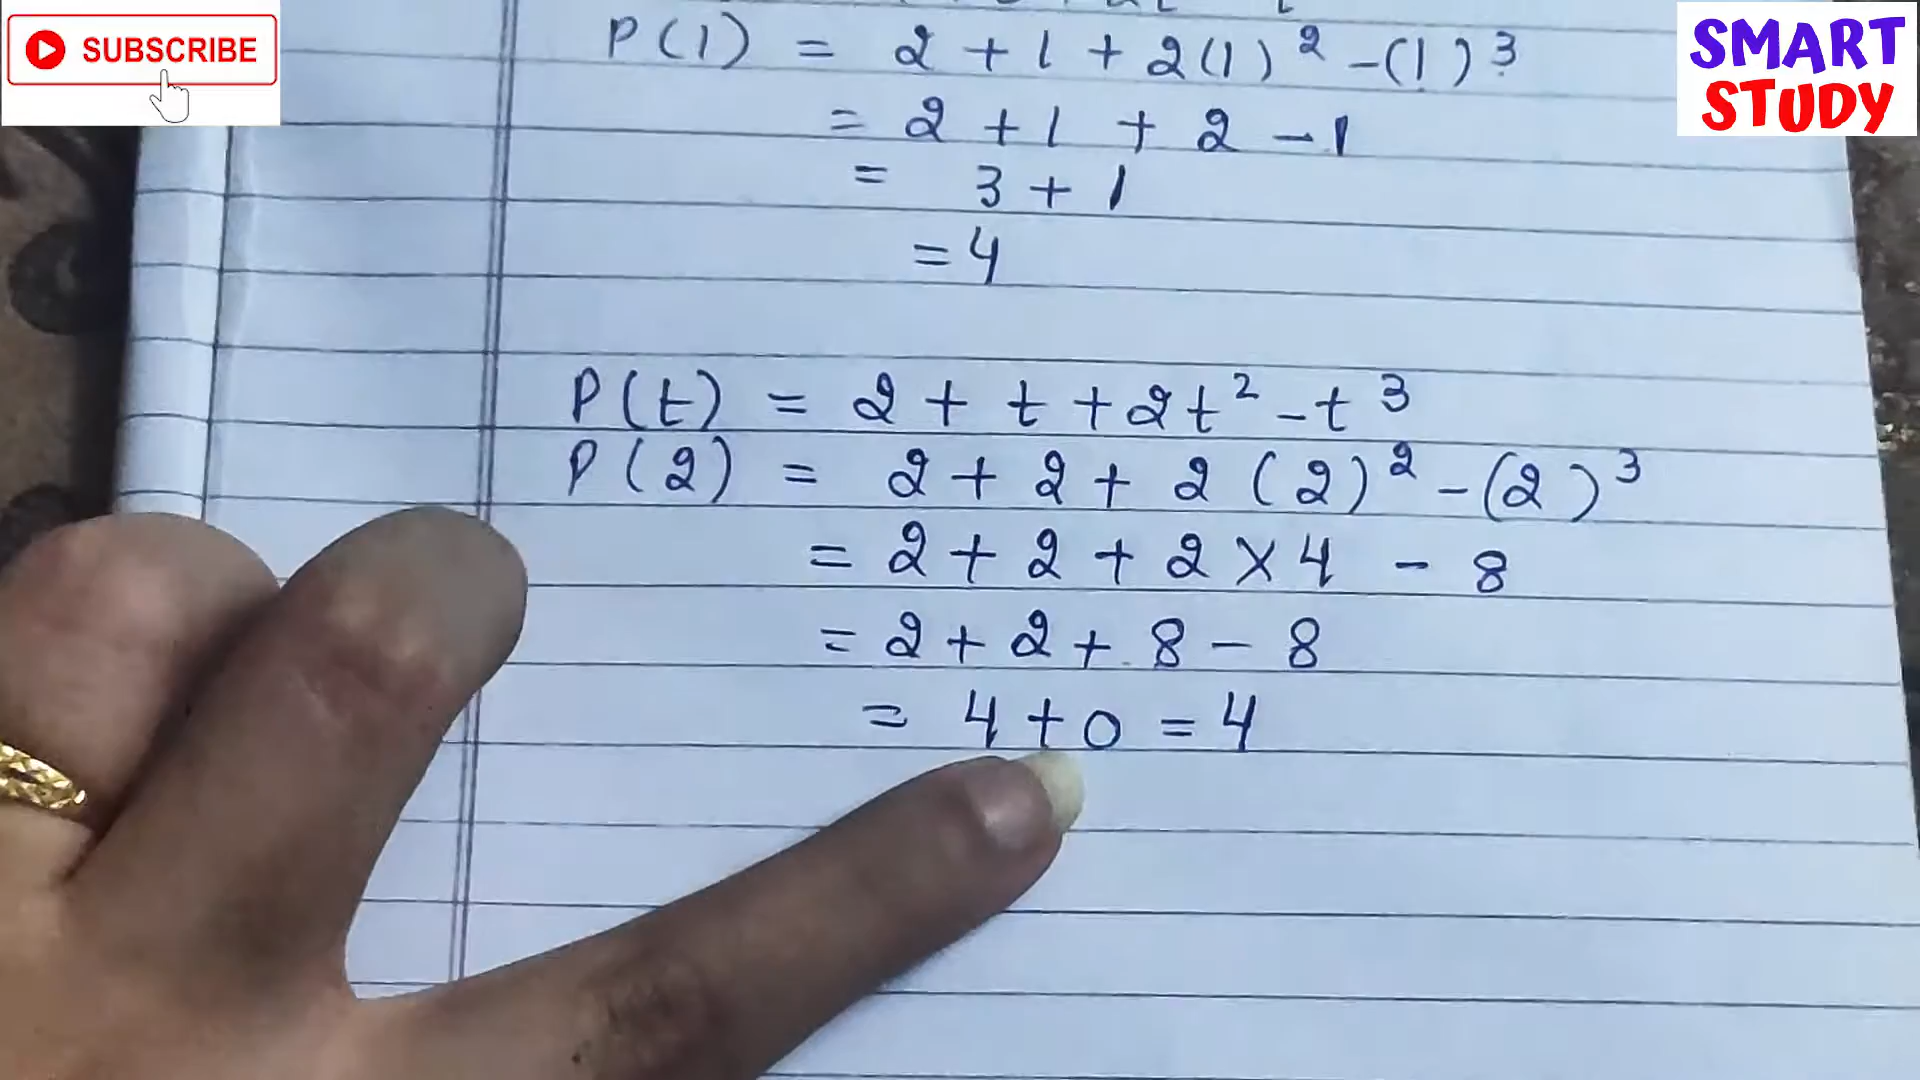 SUBSCRIBE
SMART
STUDY
P(1) = 2 + 1 + 2(1)² - (1)³
= 2 + 1 + 2 - 1
= 3 + 1
= 4
P(t) = 2 + t + 2t² - t³
P(2) = 2 + 2 + 2 (2)² - (2)³
= 2 + 2 + 2 × 4 - 8
= 2 + 2 + 8 - 8
= 4 + 0 = 4